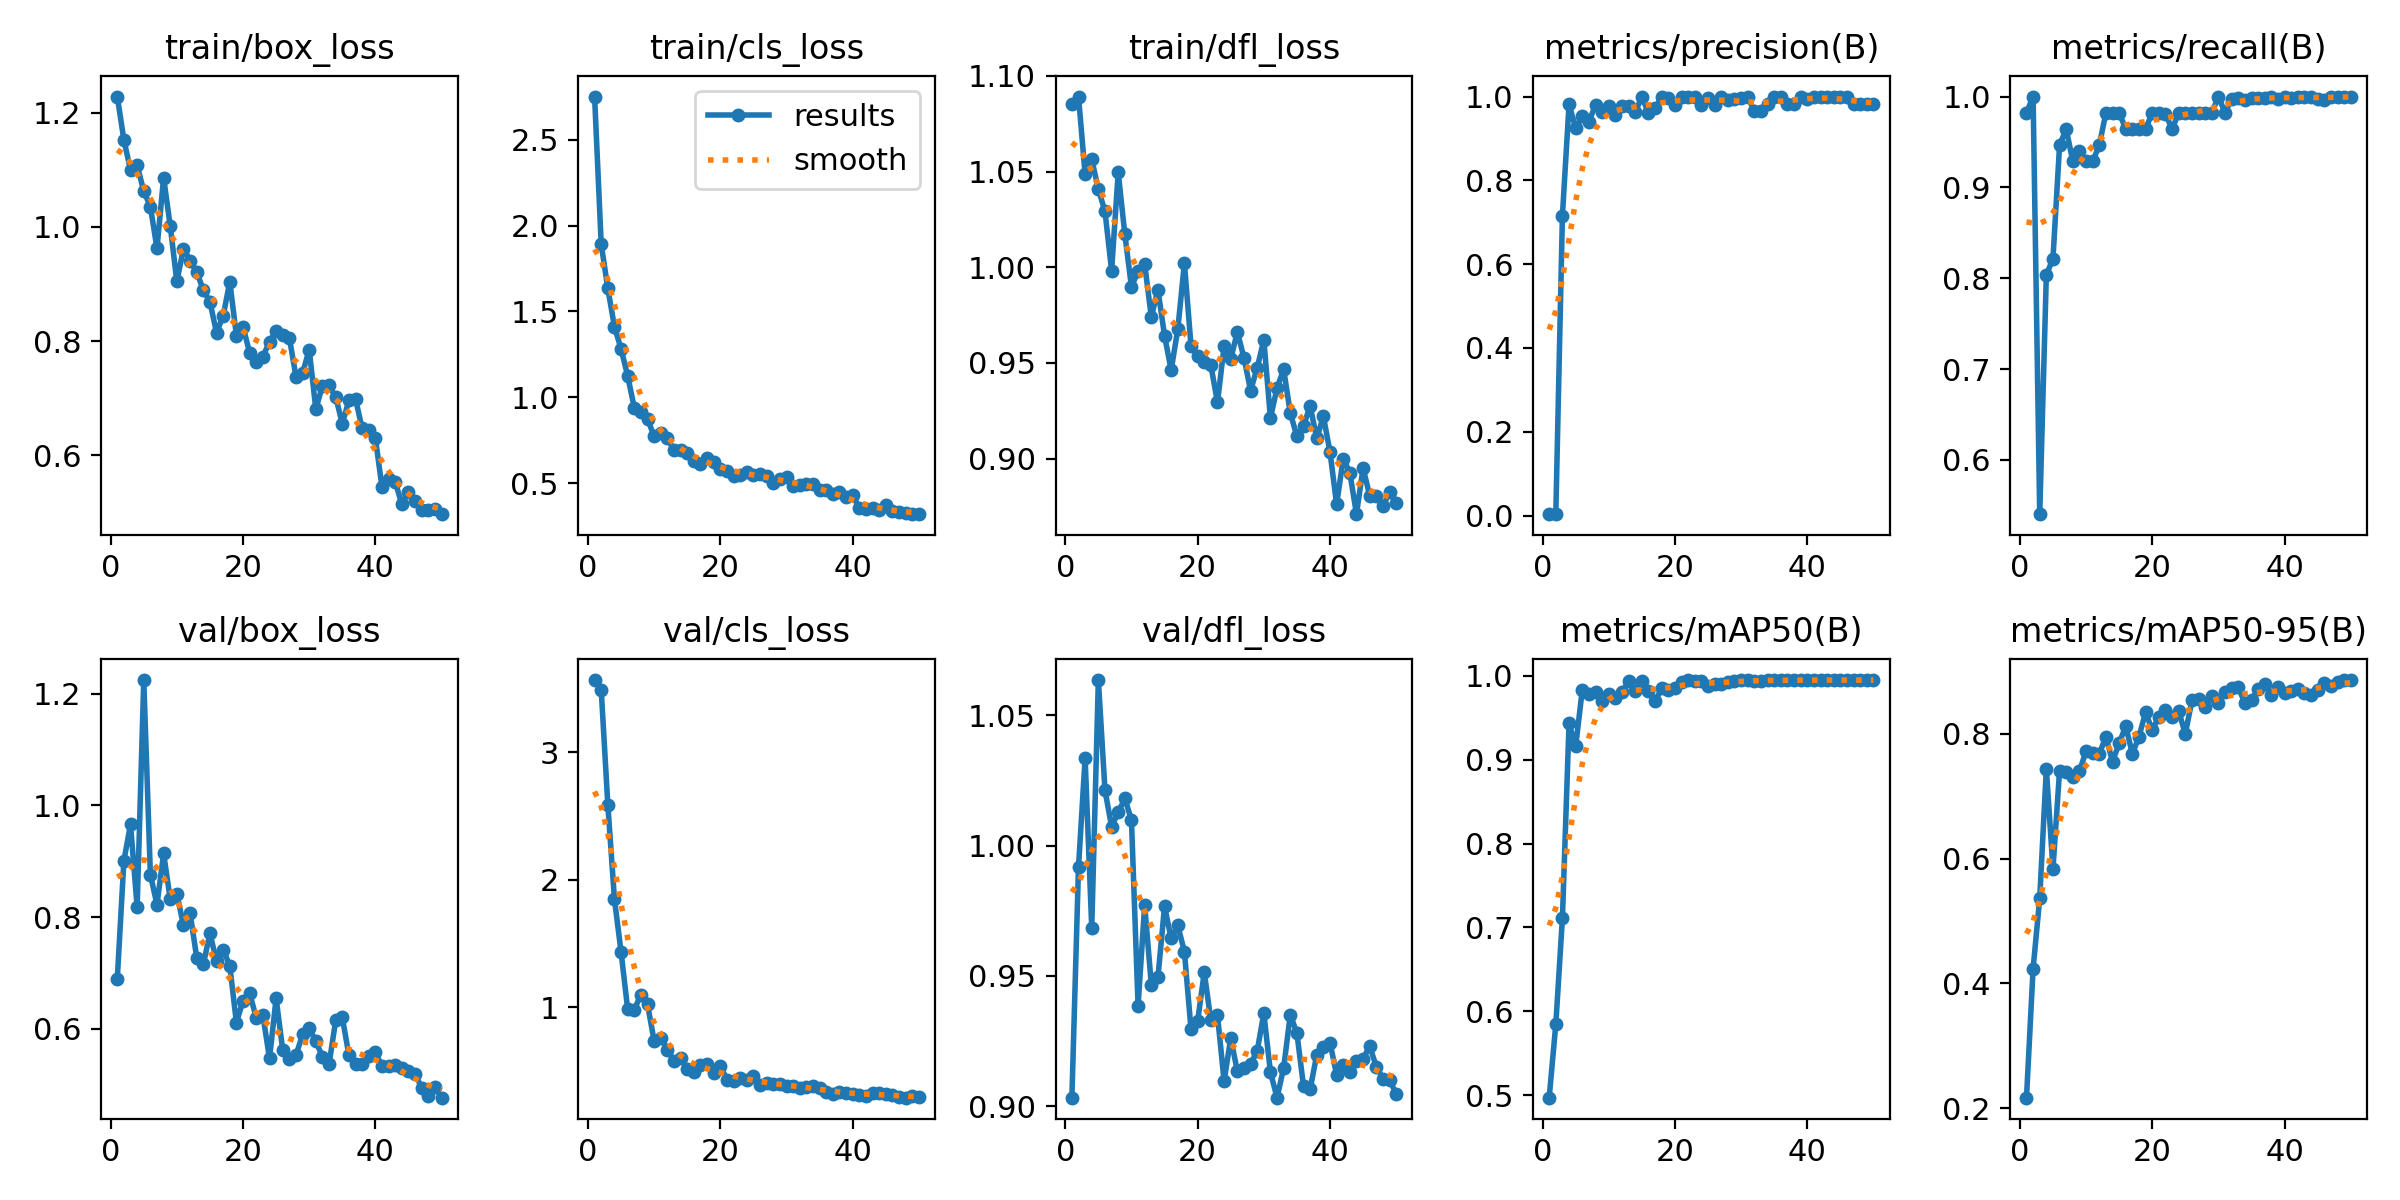 train/box_loss
1.2
1.0
0.8
0.6
0 20 40
train/cls_loss
results
smooth
2.5
2.0
1.5
1.0
0.5
0 20 40
train/dfl_loss
1.10
1.05
1.00
0.95
0.90
0 20 40
metrics/precision(B)
1.0
0.8
0.6
0.4
0.2
0.0
0 20 40
metrics/recall(B)
1.0
0.9
0.8
0.7
0.6
0 20 40
val/box_loss
1.2
1.0
0.8
0.6
0 20 40
val/cls_loss
3
2
1
0 20 40
val/dfl_loss
1.05
1.00
0.95
0.90
0 20 40
metrics/mAP50(B)
1.0
0.9
0.8
0.7
0.6
0.5
0 20 40
metrics/mAP50-95(B)
0.8
0.6
0.4
0.2
0 20 40